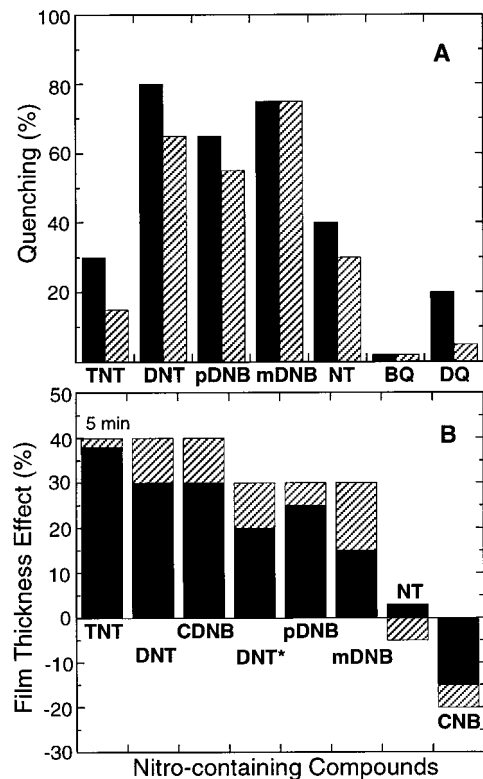 100
80
60
40
20
Quenching (%)
A
TNT DNT pDNB mDNB NT BQ DQ
50
40
30
20
10
0
-10
-20
-30
Film Thickness Effect (%)
5 min
B
NT
TNT CDNB pDNB
DNT DNT* mDNB
CNB
Nitro-containing Compounds